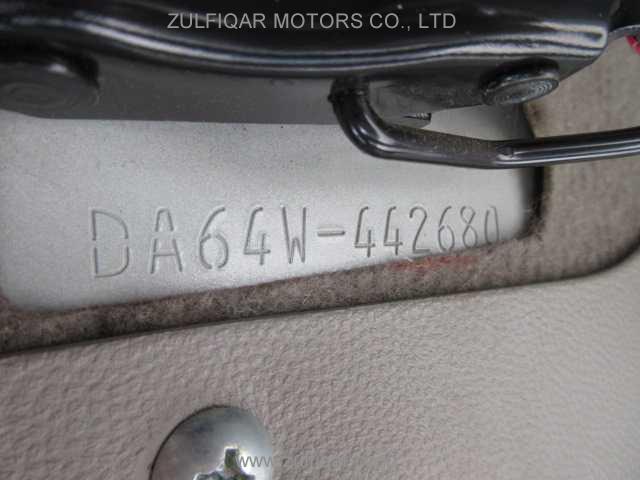 ZULFIQAR MOTORS CO., LTD
DA64W-442680